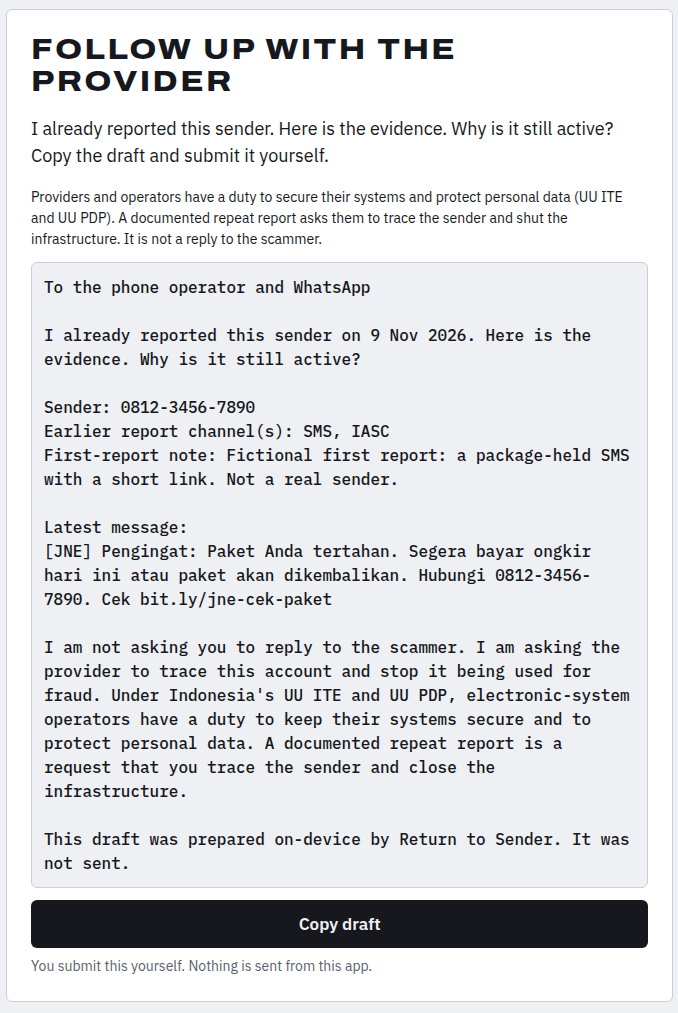 FOLLOW UP WITH THE
PROVIDER
I already reported this sender. Here is the evidence. Why is it still active?
Copy the draft and submit it yourself.
Providers and operators have a duty to secure their systems and protect personal data (UU ITE
and UU PDP). A documented repeat report asks them to trace the sender and shut the
infrastructure. It is not a reply to the scammer.
To the phone operator and WhatsApp
I already reported this sender on 9 Nov 2026. Here is the
evidence. Why is it still active?
Sender: 0812-3456-7890
Earlier report channel(s): SMS, IASC
First-report note: Fictional first report: a package-held SMS
with a short link. Not a real sender.
Latest message:
[JNE] Pengingat: Paket Anda tertahan. Segera bayar ongkir
hari ini atau paket akan dikembalikan. Hubungi 0812-3456-
7890. Cek bit.ly/jne-cek-paket
I am not asking you to reply to the scammer. I am asking the
provider to trace this account and stop it being used for
fraud. Under Indonesia's UU ITE and UU PDP, electronic-system
operators have a duty to keep their systems secure and to
protect personal data. A documented repeat report is a
request that you trace the sender and close the
infrastructure.
This draft was prepared on-device by Return to Sender. It was
not sent.
Copy draft
You submit this yourself. Nothing is sent from this app.